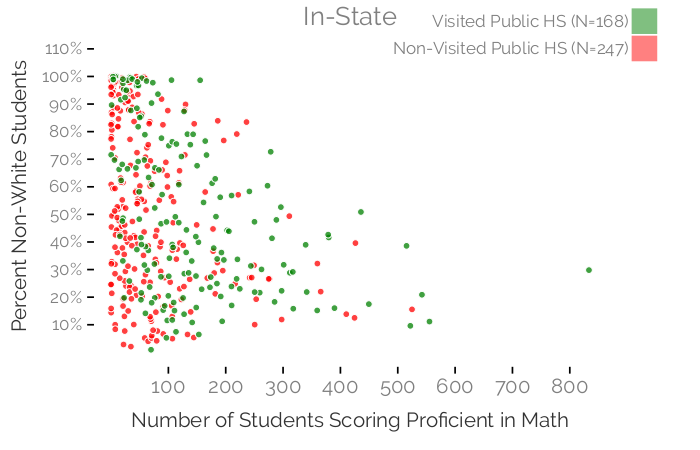 In-State
Visited Public HS (N=168)
Non-Visited Public HS (N=247)
Percent Non-White Students
110%
100%
90%
80%
70%
60%
50%
40%
30%
20%
10%
100 200 300 400 500 600 700 800
Number of Students Scoring Proficient in Math